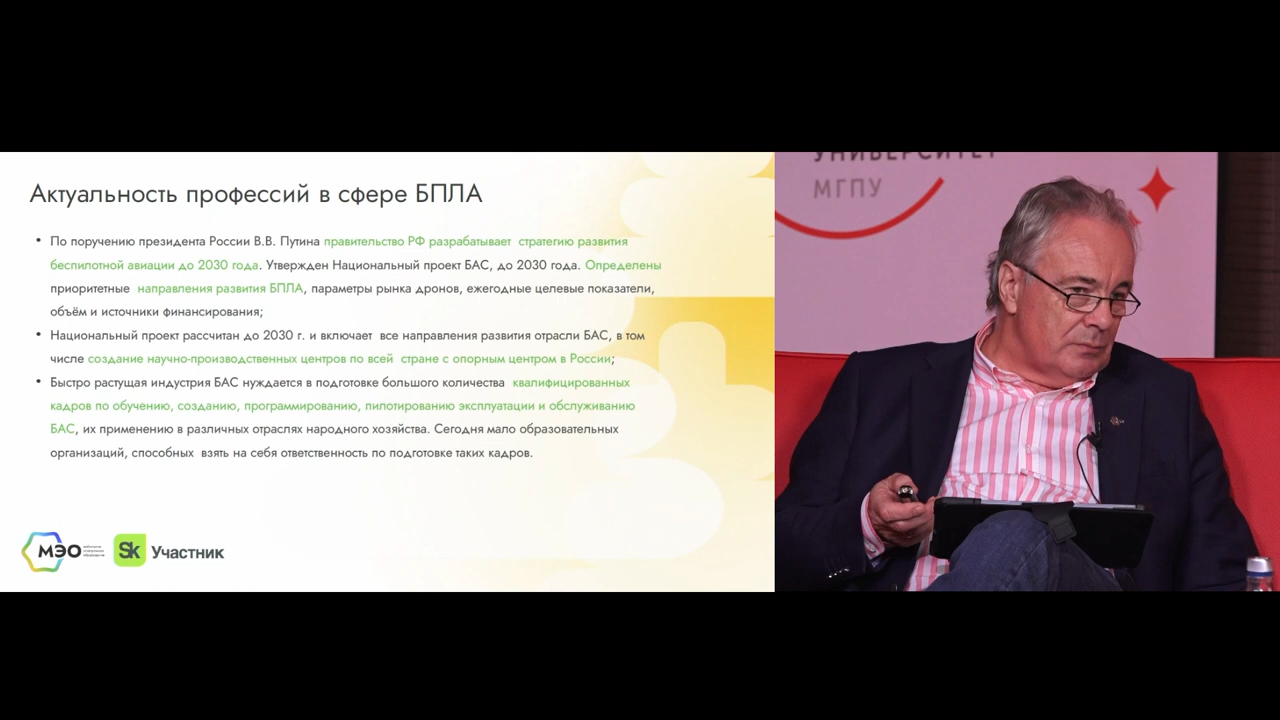 Актуальность профессий в сфере БПЛА
• По поручению президента России В.В. Путина правительство РФ разрабатывает стратегию развития
беспилотной авиации до 2030 года. Утвержден Национальный проект БАС, до 2030 года. Определены
приоритетные направления развития БПЛА, параметры рынка дронов, ежегодные целевые показатели,
объём и источники финансирования;
• Национальный проект рассчитан до 2030 г. и включает все направления развития отрасли БАС, в том
числе создание научно-производственных центров по всей стране с опорным центром в России;
• Быстро растущая индустрия БАС нуждается в подготовке большого количества квалифицированных
кадров по обучению, созданию, программированию, пилотированию эксплуатации и обслуживанию
БАС, их применению в различных отраслях народного хозяйства. Сегодня мало образовательных
организаций, способных взять на себя ответственность по подготовке таких кадров.
МЭО
Sk Участник
УНИВЕРСИТЕТ
МГПУ